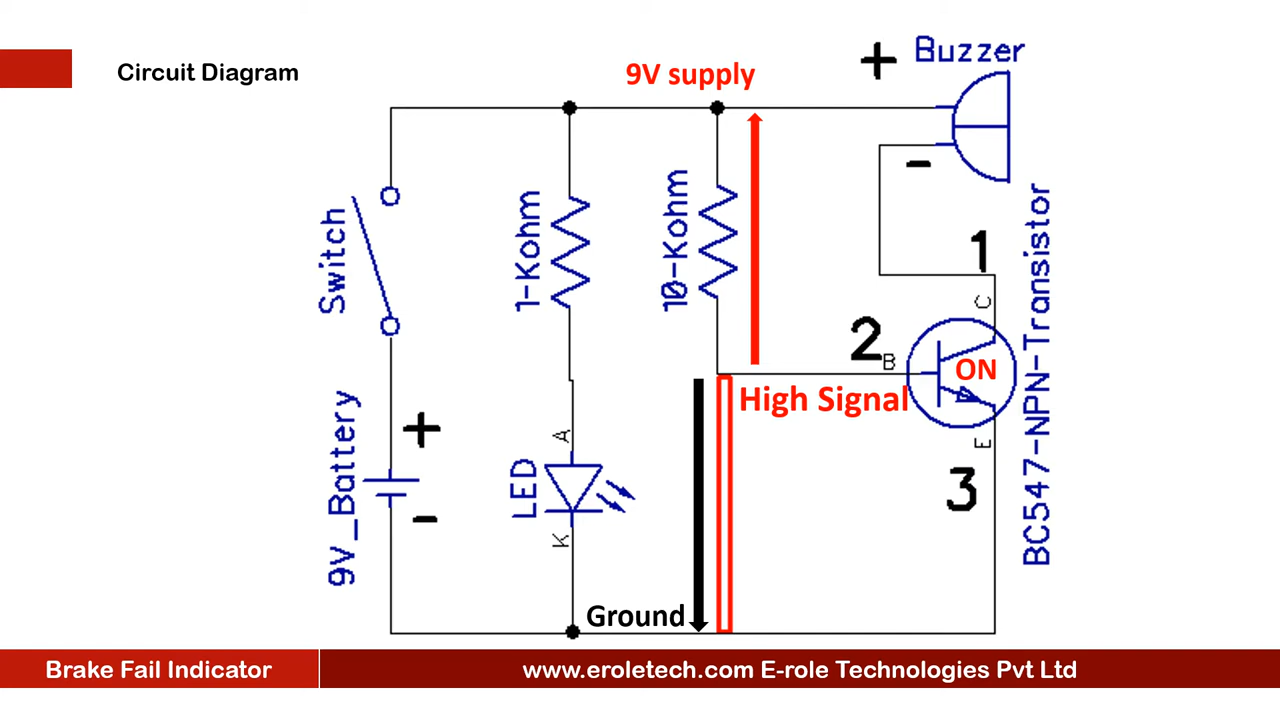 Circuit Diagram
9V supply
+ Buzzer
-
Switch
1-Kohm
10-Kohm
1
C
2
B
ON
High Signal
BC547-NPN-Transistor
E
3
9V_Battery
+
-
LED
A
K
Ground
Brake Fail Indicator
www.eroletech.com E-role Technologies Pvt Ltd